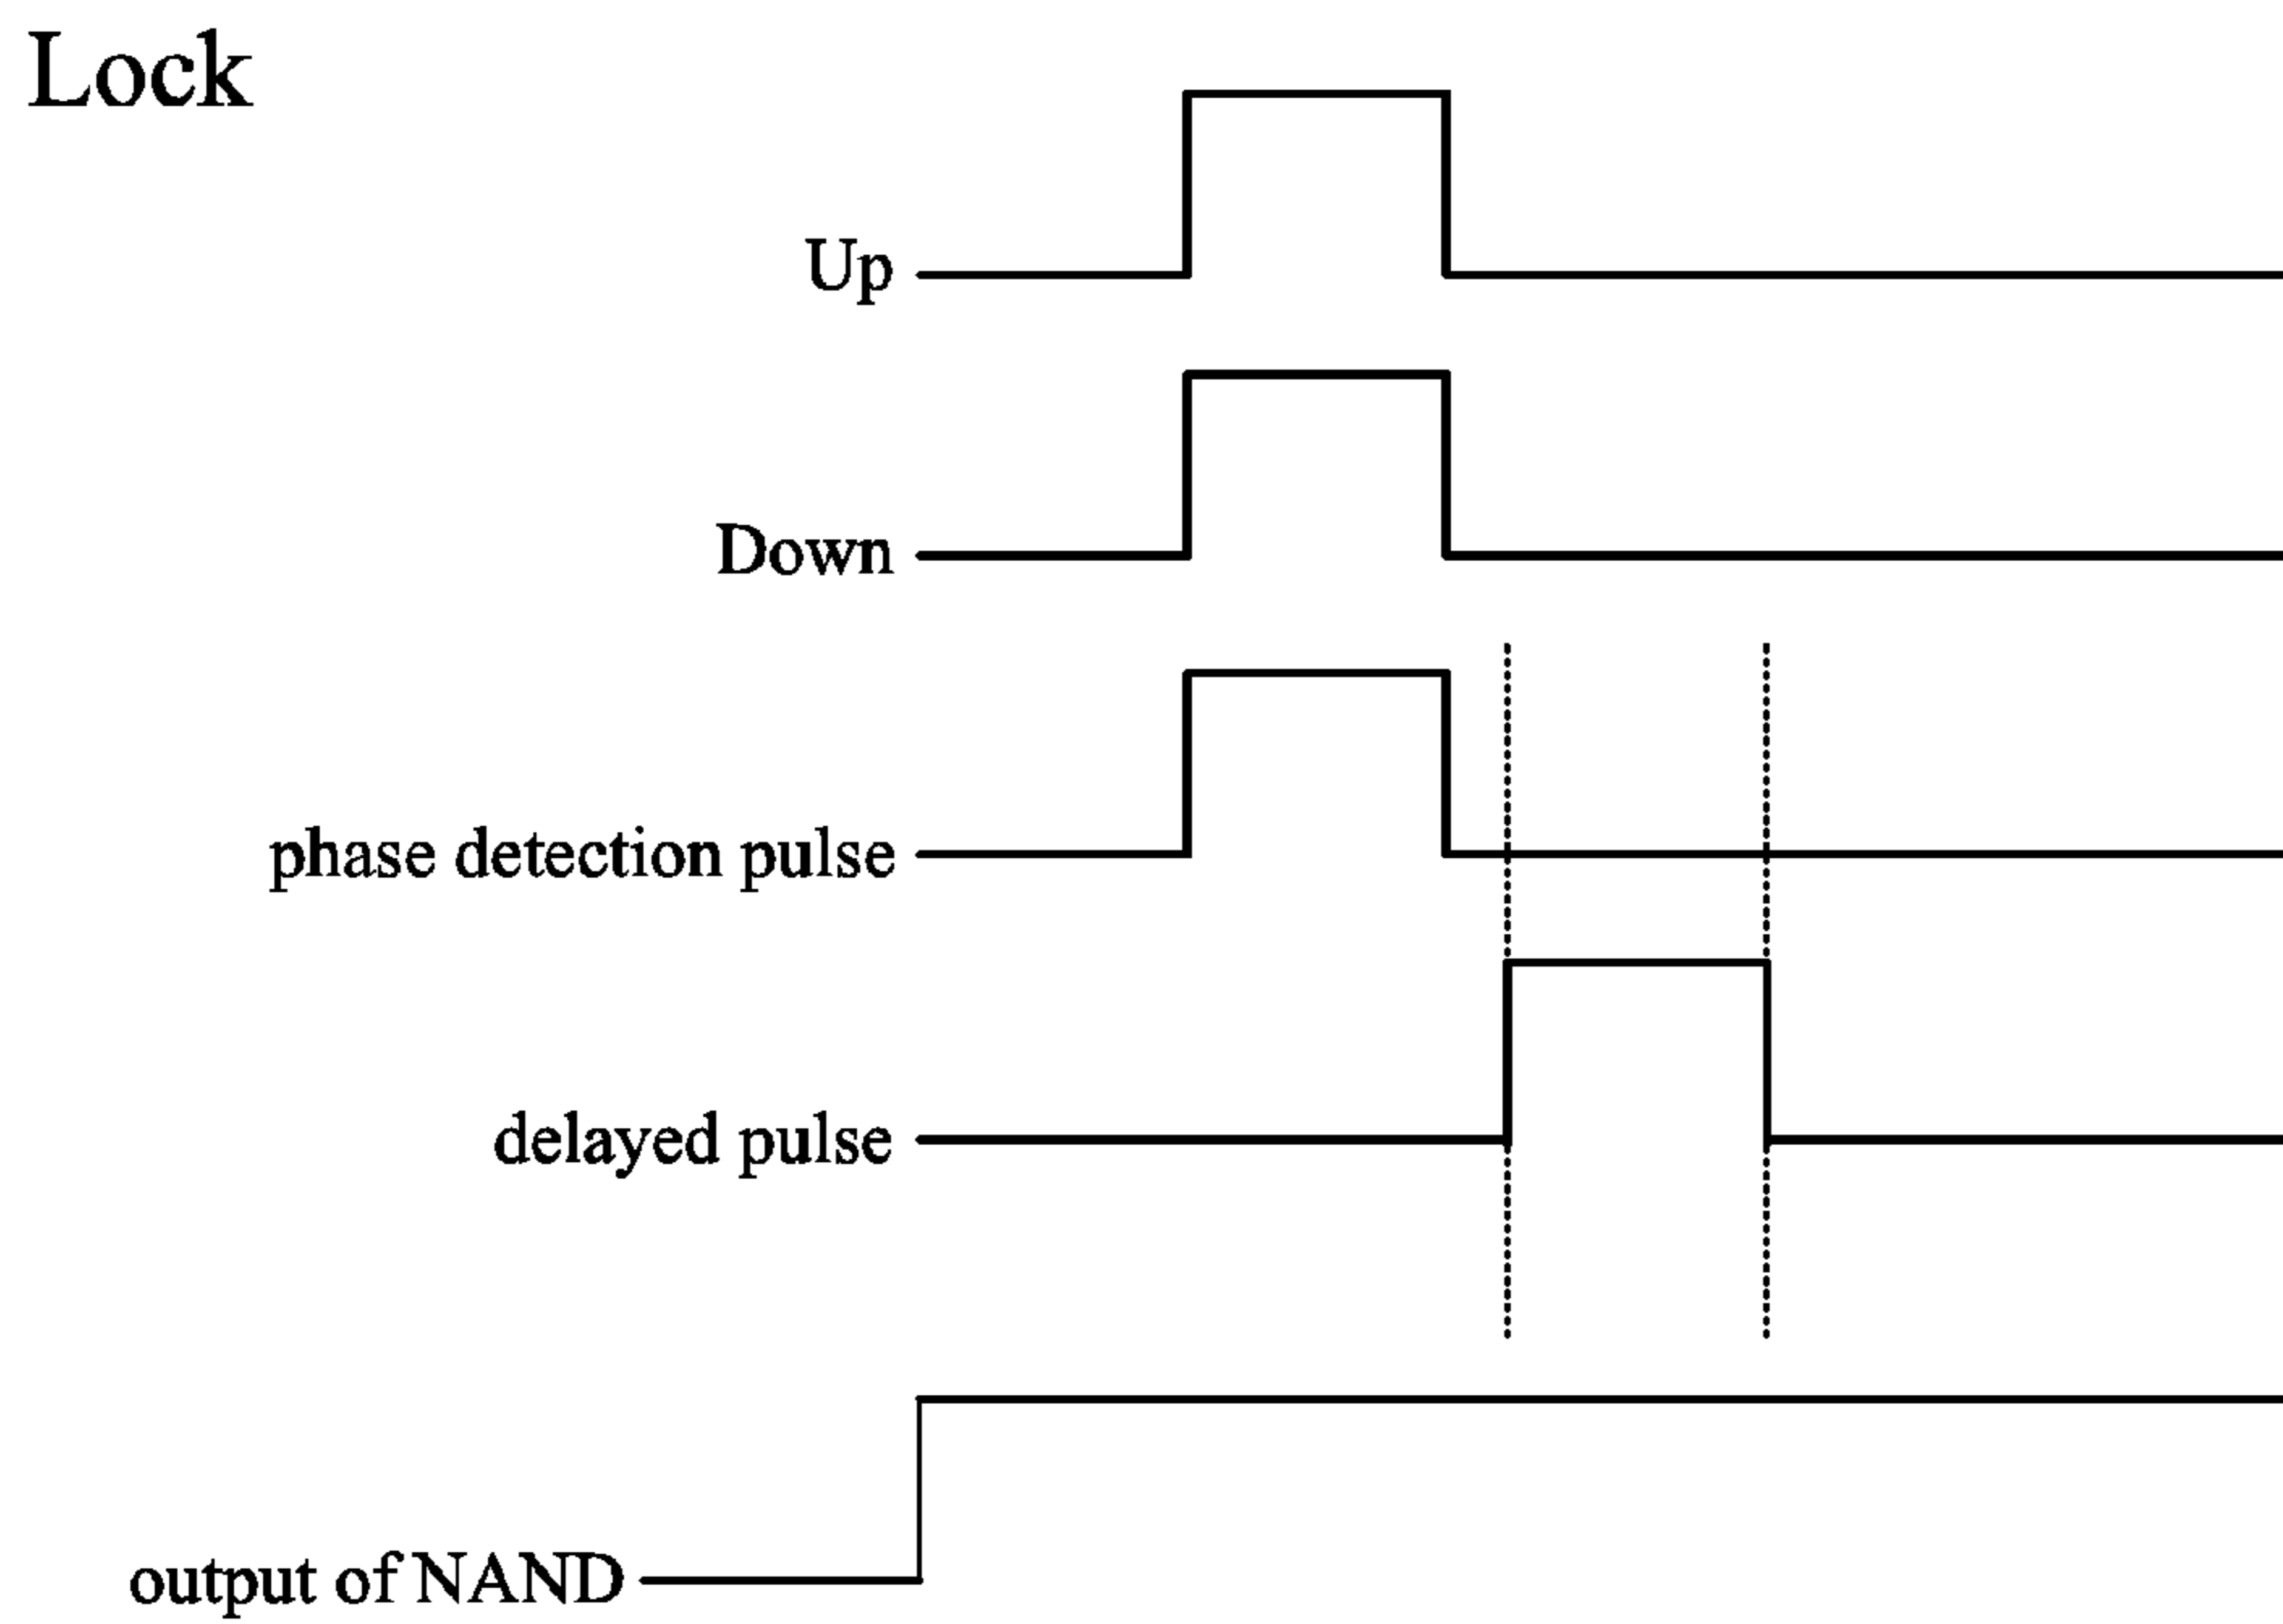 Lock
Up
Down
phase detection pulse
delayed pulse
output of NAND